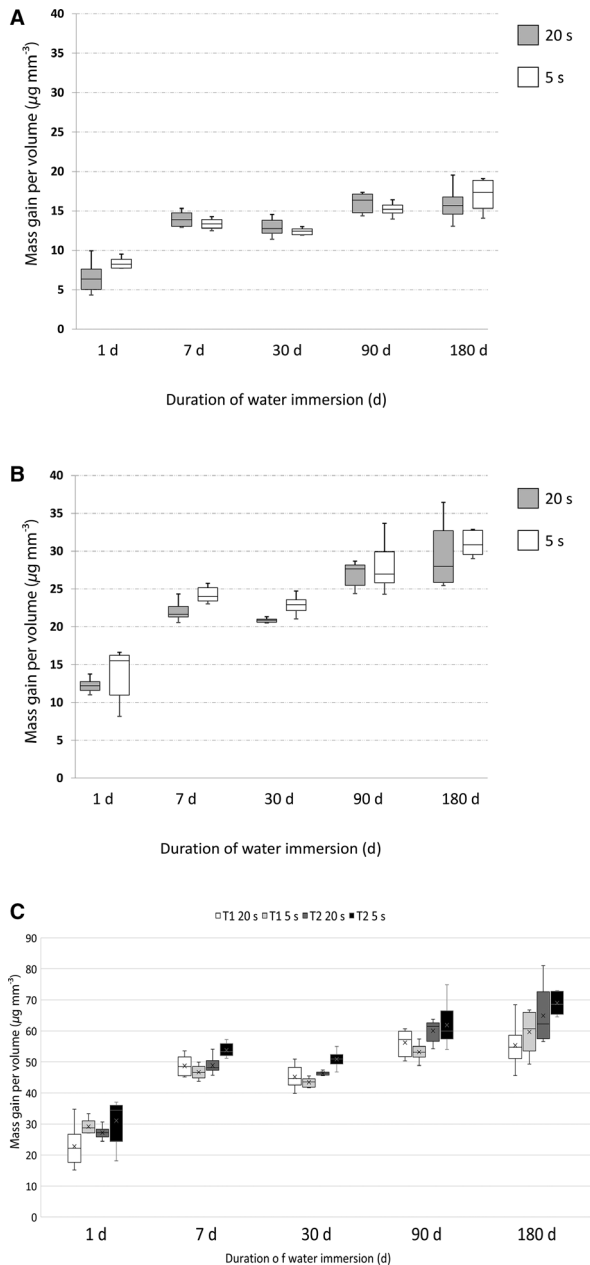 A
Mass gain per volume (µg mm⁻³)
40
35
30
25
20
15
10
5
0
20 s
5 s
1 d 7 d 30 d 90 d 180 d
Duration of water immersion (d)
B
Mass gain per volume (µg mm⁻³)
40
35
30
25
20
15
10
5
0
20 s
5 s
1 d 7 d 30 d 90 d 180 d
Duration of water immersion (d)
C
T1 20 s T1 5 s T2 20 s T2 5 s
Mass gain per volume (µg mm⁻³)
90
80
70
60
50
40
30
20
10
0
1 d 7 d 30 d 90 d 180 d
Duration o f water immersion (d)